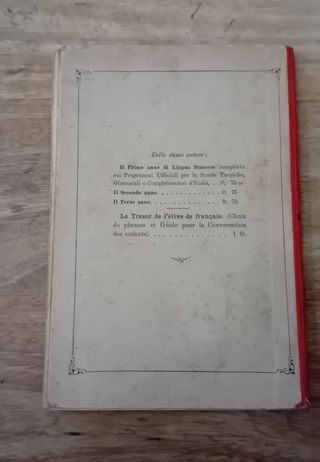 Dello stesso autore:
Il Primo anno di Lingua francese compilato
sui Programmi Ufficiali per le Scuole Tecniche,
Ginnasiali e Complementari d'Italia, . . 0, 75 c/
Il Secondo anno. . . . . . . . . . . 0, 75
Il Terzo anno. . . . . . . . . . . . 0, 75
Le Trésor de l'élève de français. (Choix
de phrases et Guide pour la Conversation
des enfants). . . . . . . . . . . . . 1 fr.